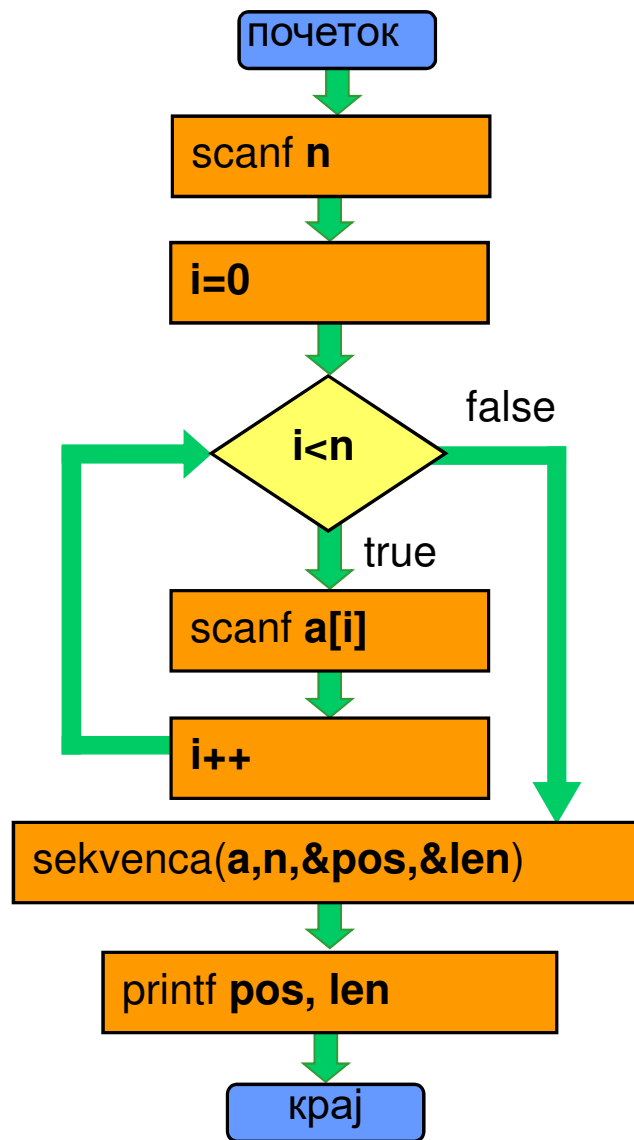 почеток
scanf n
i=0
i<n
false
true
scanf a[i]
i++
sekvenca(a,n,&pos,&len)
printf pos, len
крај